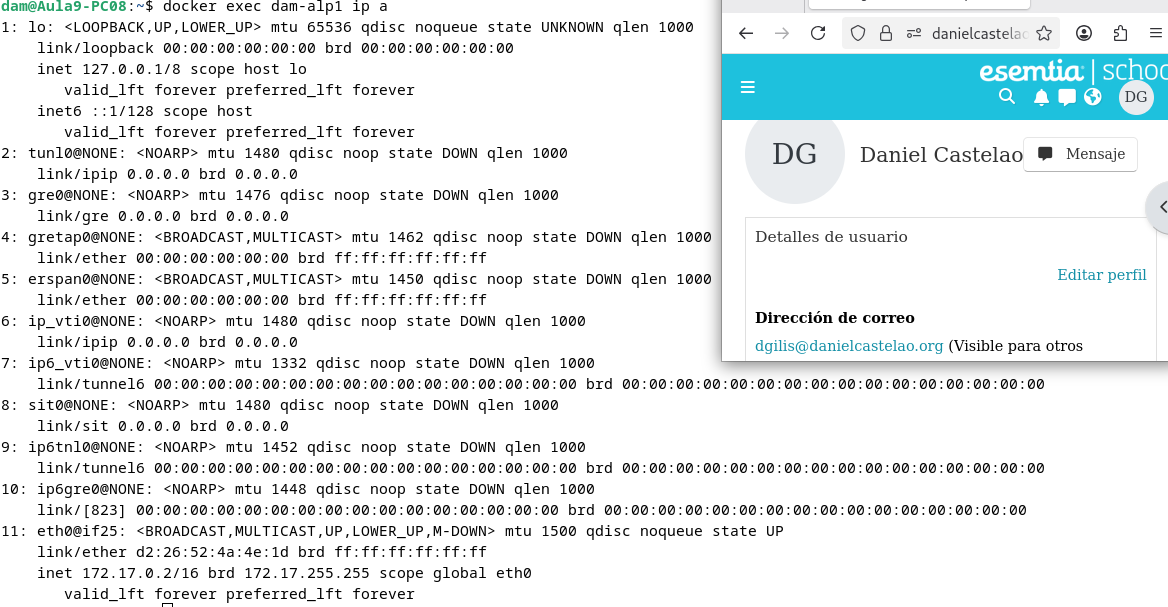 dam@Aula9-PC08:~$ docker exec dam-alp1 ip a
1: lo: <LOOPBACK,UP,LOWER_UP> mtu 65536 qdisc noqueue state UNKNOWN qlen 1000
    link/loopback 00:00:00:00:00:00 brd 00:00:00:00:00:00
    inet 127.0.0.1/8 scope host lo
       valid_lft forever preferred_lft forever
    inet6 ::1/128 scope host
       valid_lft forever preferred_lft forever
2: tunl0@NONE: <NOARP> mtu 1480 qdisc noop state DOWN qlen 1000
    link/ipip 0.0.0.0 brd 0.0.0.0
3: gre0@NONE: <NOARP> mtu 1476 qdisc noop state DOWN qlen 1000
    link/gre 0.0.0.0 brd 0.0.0.0
4: gretap0@NONE: <BROADCAST,MULTICAST> mtu 1462 qdisc noop state DOWN qlen 1000
    link/ether 00:00:00:00:00:00 brd ff:ff:ff:ff:ff:ff
5: erspan0@NONE: <BROADCAST,MULTICAST> mtu 1450 qdisc noop state DOWN qlen 1000
    link/ether 00:00:00:00:00:00 brd ff:ff:ff:ff:ff:ff
6: ip_vti0@NONE: <NOARP> mtu 1480 qdisc noop state DOWN qlen 1000
    link/ipip 0.0.0.0 brd 0.0.0.0
7: ip6_vti0@NONE: <NOARP> mtu 1332 qdisc noop state DOWN qlen 1000
    link/tunnel6 00:00:00:00:00:00:00:00:00:00:00:00:00:00:00:00 brd 00:00:00:00:00:00:00:00:00:00:00:00:00:00:00:00
8: sit0@NONE: <NOARP> mtu 1480 qdisc noop state DOWN qlen 1000
    link/sit 0.0.0.0 brd 0.0.0.0
9: ip6tnl0@NONE: <NOARP> mtu 1452 qdisc noop state DOWN qlen 1000
    link/tunnel6 00:00:00:00:00:00:00:00:00:00:00:00:00:00:00:00 brd 00:00:00:00:00:00:00:00:00:00:00:00:00:00:00:00
10: ip6gre0@NONE: <NOARP> mtu 1448 qdisc noop state DOWN qlen 1000
    link/[823] 00:00:00:00:00:00:00:00:00:00:00:00:00:00:00:00 brd 00:00:00:00:00:00:00:00:00:00:00:00:00:00:00:00
11: eth0@if25: <BROADCAST,MULTICAST,UP,LOWER_UP,M-DOWN> mtu 1500 qdisc noqueue state UP
    link/ether d2:26:52:4a:4e:1d brd ff:ff:ff:ff:ff:ff
    inet 172.17.0.2/16 brd 172.17.255.255 scope global eth0
       valid_lft forever preferred_lft forever
danielcastelao
esemtia | schoo
DG
DG
Daniel Castelao
Mensaje
Detalles de usuario
Editar perfil
Dirección de correo
dgilis@danielcastelao.org (Visible para otros